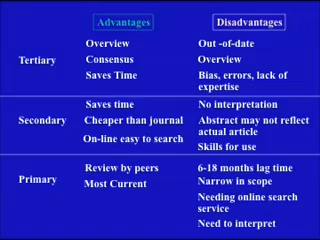 Advantages Disadvantages
Tertiary
Overview
Consensus
Saves Time
Out -of-date
Overview
Bias, errors, lack of
expertise
Secondary
Saves time
Cheaper than journal
On-line easy to search
No interpretation
Abstract may not reflect
actual article
Skills for use
Primary
Review by peers
Most Current
6-18 months lag time
Narrow in scope
Needing online search
service
Need to interpret